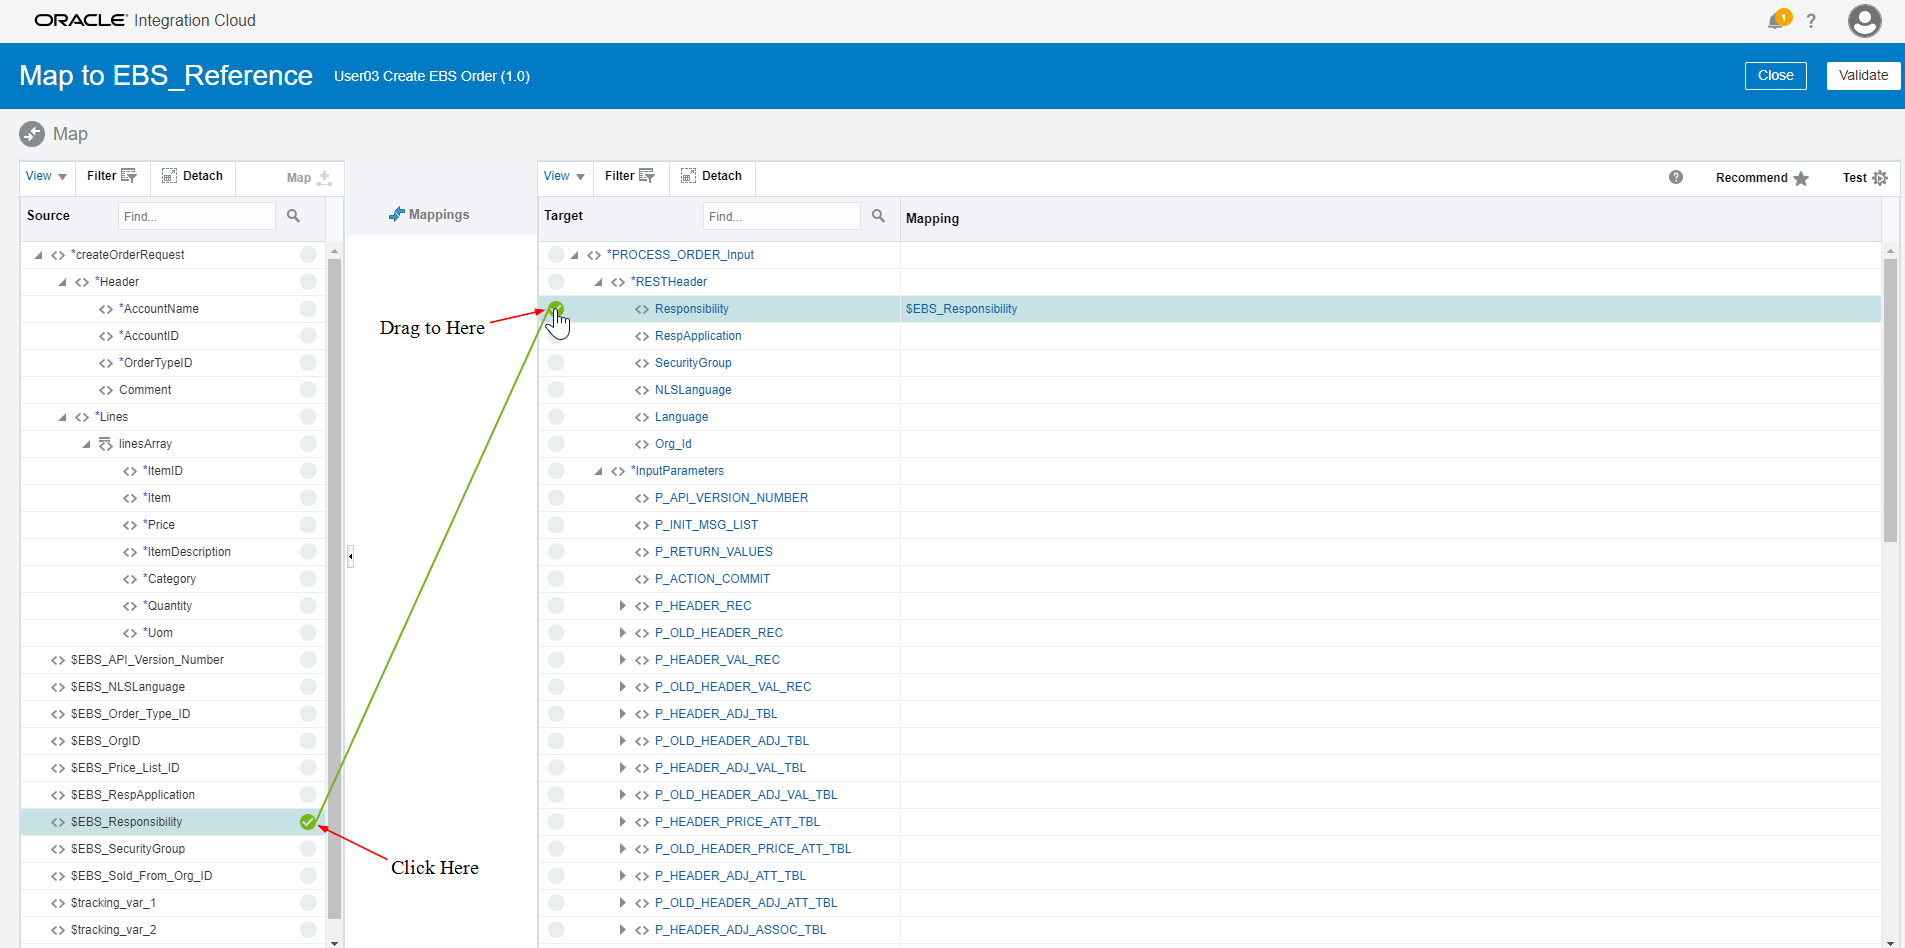 ORACLE Integration Cloud
1
?
Map to EBS_Reference User03 Create EBS Order (1.0)
Close
Validate
Map
View
Filter
Detach
Map
Source
Find...
Mappings
View
Filter
Detach
?
Recommend
Test
Target
Find...
Mapping
*createOrderRequest
*Header
*AccountName
*AccountID
*OrderTypeID
Comment
*Lines
linesArray
*ItemID
*Item
*Price
*ItemDescription
*Category
*Quantity
*Uom
$EBS_API_Version_Number
$EBS_NLSLanguage
$EBS_Order_Type_ID
$EBS_OrgID
$EBS_Price_List_ID
$EBS_RespApplication
$EBS_Responsibility
$EBS_SecurityGroup
$EBS_Sold_From_Org_ID
$tracking_var_1
$tracking_var_2
Drag to Here
Click Here
*PROCESS_ORDER_Input
*RESTHeader
Responsibility
$EBS_Responsibility
RespApplication
SecurityGroup
NLSLanguage
Language
Org_Id
*InputParameters
P_API_VERSION_NUMBER
P_INIT_MSG_LIST
P_RETURN_VALUES
P_ACTION_COMMIT
P_HEADER_REC
P_OLD_HEADER_REC
P_HEADER_VAL_REC
P_OLD_HEADER_VAL_REC
P_HEADER_ADJ_TBL
P_OLD_HEADER_ADJ_TBL
P_HEADER_ADJ_VAL_TBL
P_OLD_HEADER_ADJ_VAL_TBL
P_HEADER_PRICE_ATT_TBL
P_OLD_HEADER_PRICE_ATT_TBL
P_HEADER_ADJ_ATT_TBL
P_OLD_HEADER_ADJ_ATT_TBL
P_HEADER_ADJ_ASSOC_TBL